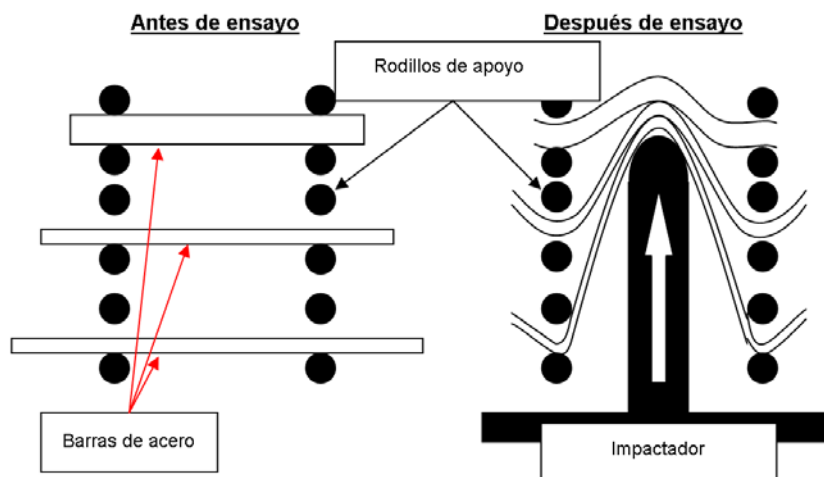 Antes de ensayo
Después de ensayo
Rodillos de apoyo
Barras de acero
Impactador